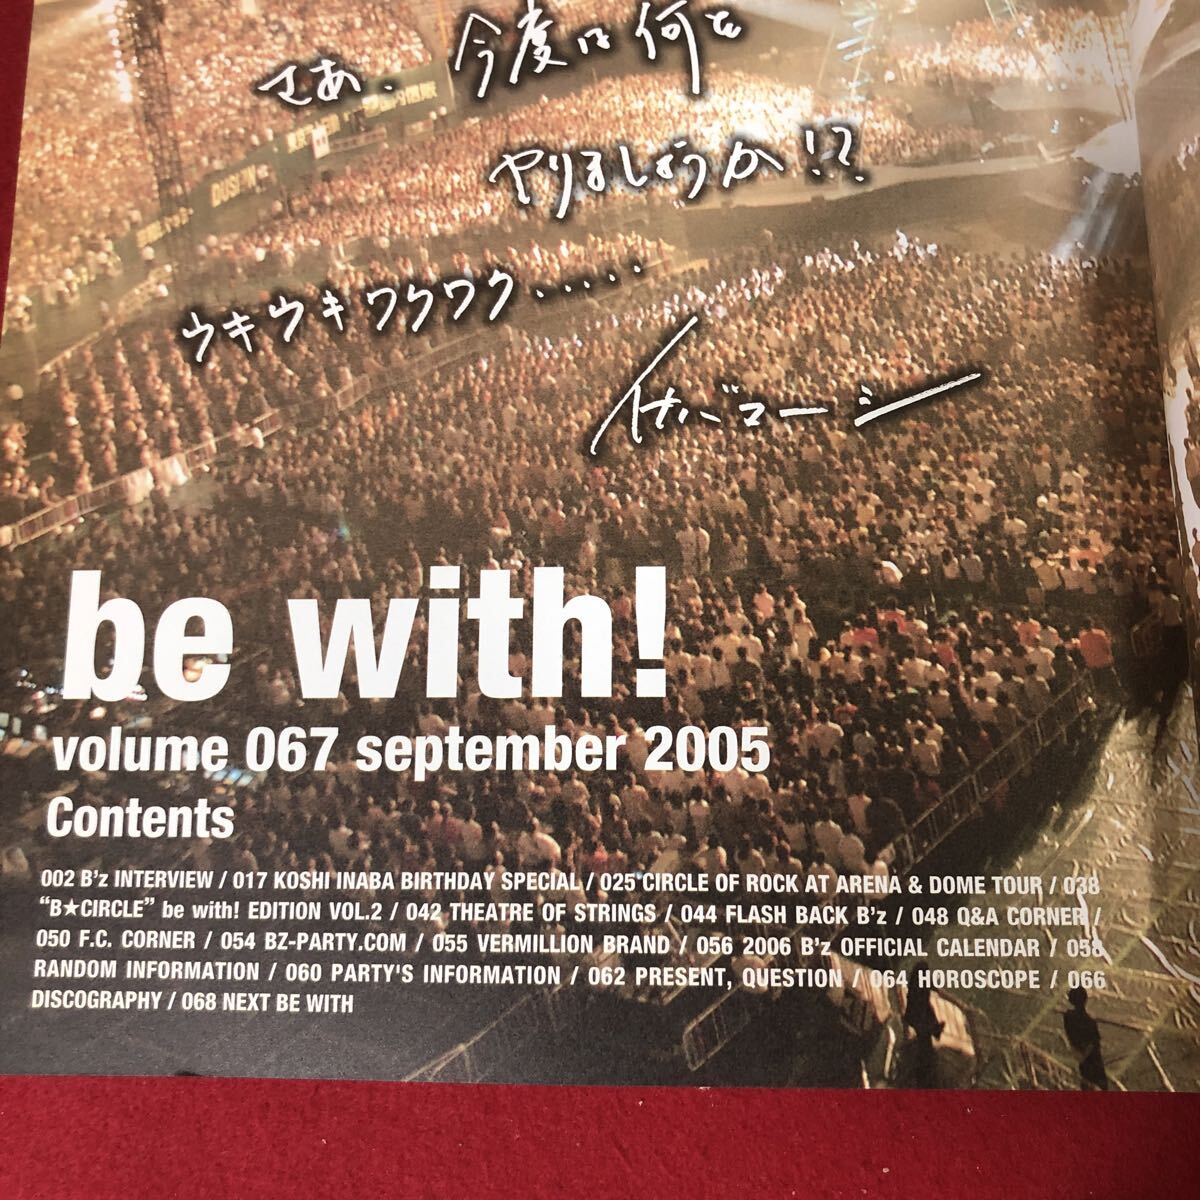 さあ、今度は何を
やりましょうか!?
ウキウキワクワク・・・・・
イナバコーシ
DUSKIN
be with!
volume 067 september 2005
Contents
002 B'z INTERVIEW / 017 KOSHI INABA BIRTHDAY SPECIAL / 025 CIRCLE OF ROCK AT ARENA & DOME TOUR / 038
“B★CIRCLE” be with! EDITION VOL.2 / 042 THEATRE OF STRINGS / 044 FLASH BACK B'z / 048 Q&A CORNER /
050 F.C. CORNER / 054 BZ-PARTY.COM / 055 VERMILLION BRAND / 056 2006 B'z OFFICIAL CALENDAR / 058
RANDOM INFORMATION / 060 PARTY'S INFORMATION / 062 PRESENT, QUESTION / 064 HOROSCOPE / 066
DISCOGRAPHY / 068 NEXT BE WITH